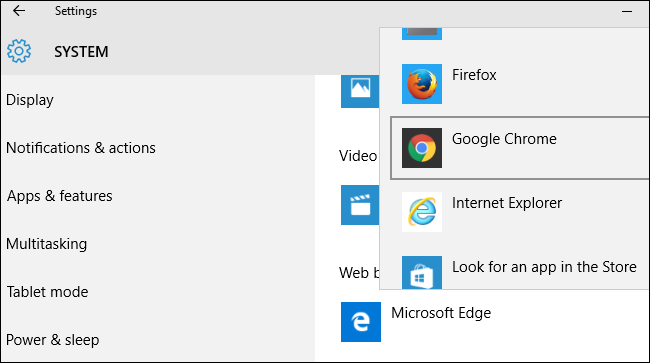 Settings
SYSTEM
Display
Notifications & actions
Apps & features
Multitasking
Tablet mode
Power & sleep
Video
Web b
Microsoft Edge
Firefox
Google Chrome
Internet Explorer
Look for an app in the Store